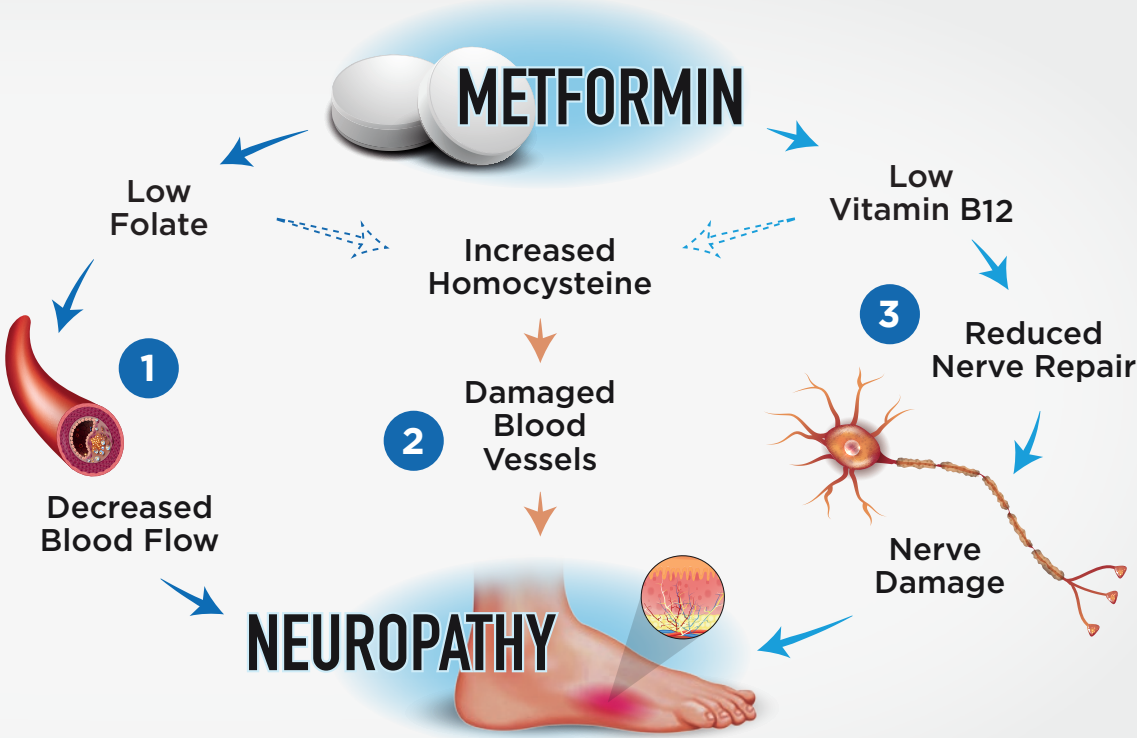 METFORMIN
Low
Folate
Low
Vitamin B12
Increased
Homocysteine
1
3
Reduced
Nerve Repair
2
Damaged
Blood
Vessels
Decreased
Blood Flow
Nerve
Damage
NEUROPATHY